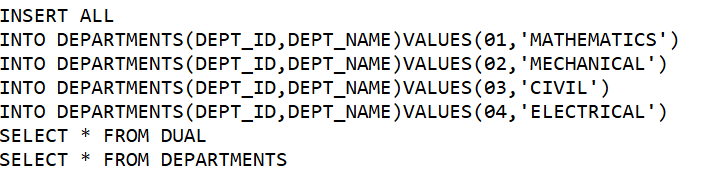 INSERT ALL
INTO DEPARTMENTS(DEPT_ID,DEPT_NAME)VALUES(01,'MATHEMATICS')
INTO DEPARTMENTS(DEPT_ID,DEPT_NAME)VALUES(02,'MECHANICAL')
INTO DEPARTMENTS(DEPT_ID,DEPT_NAME)VALUES(03,'CIVIL')
INTO DEPARTMENTS(DEPT_ID,DEPT_NAME)VALUES(04,'ELECTRICAL')
SELECT * FROM DUAL
SELECT * FROM DEPARTMENTS